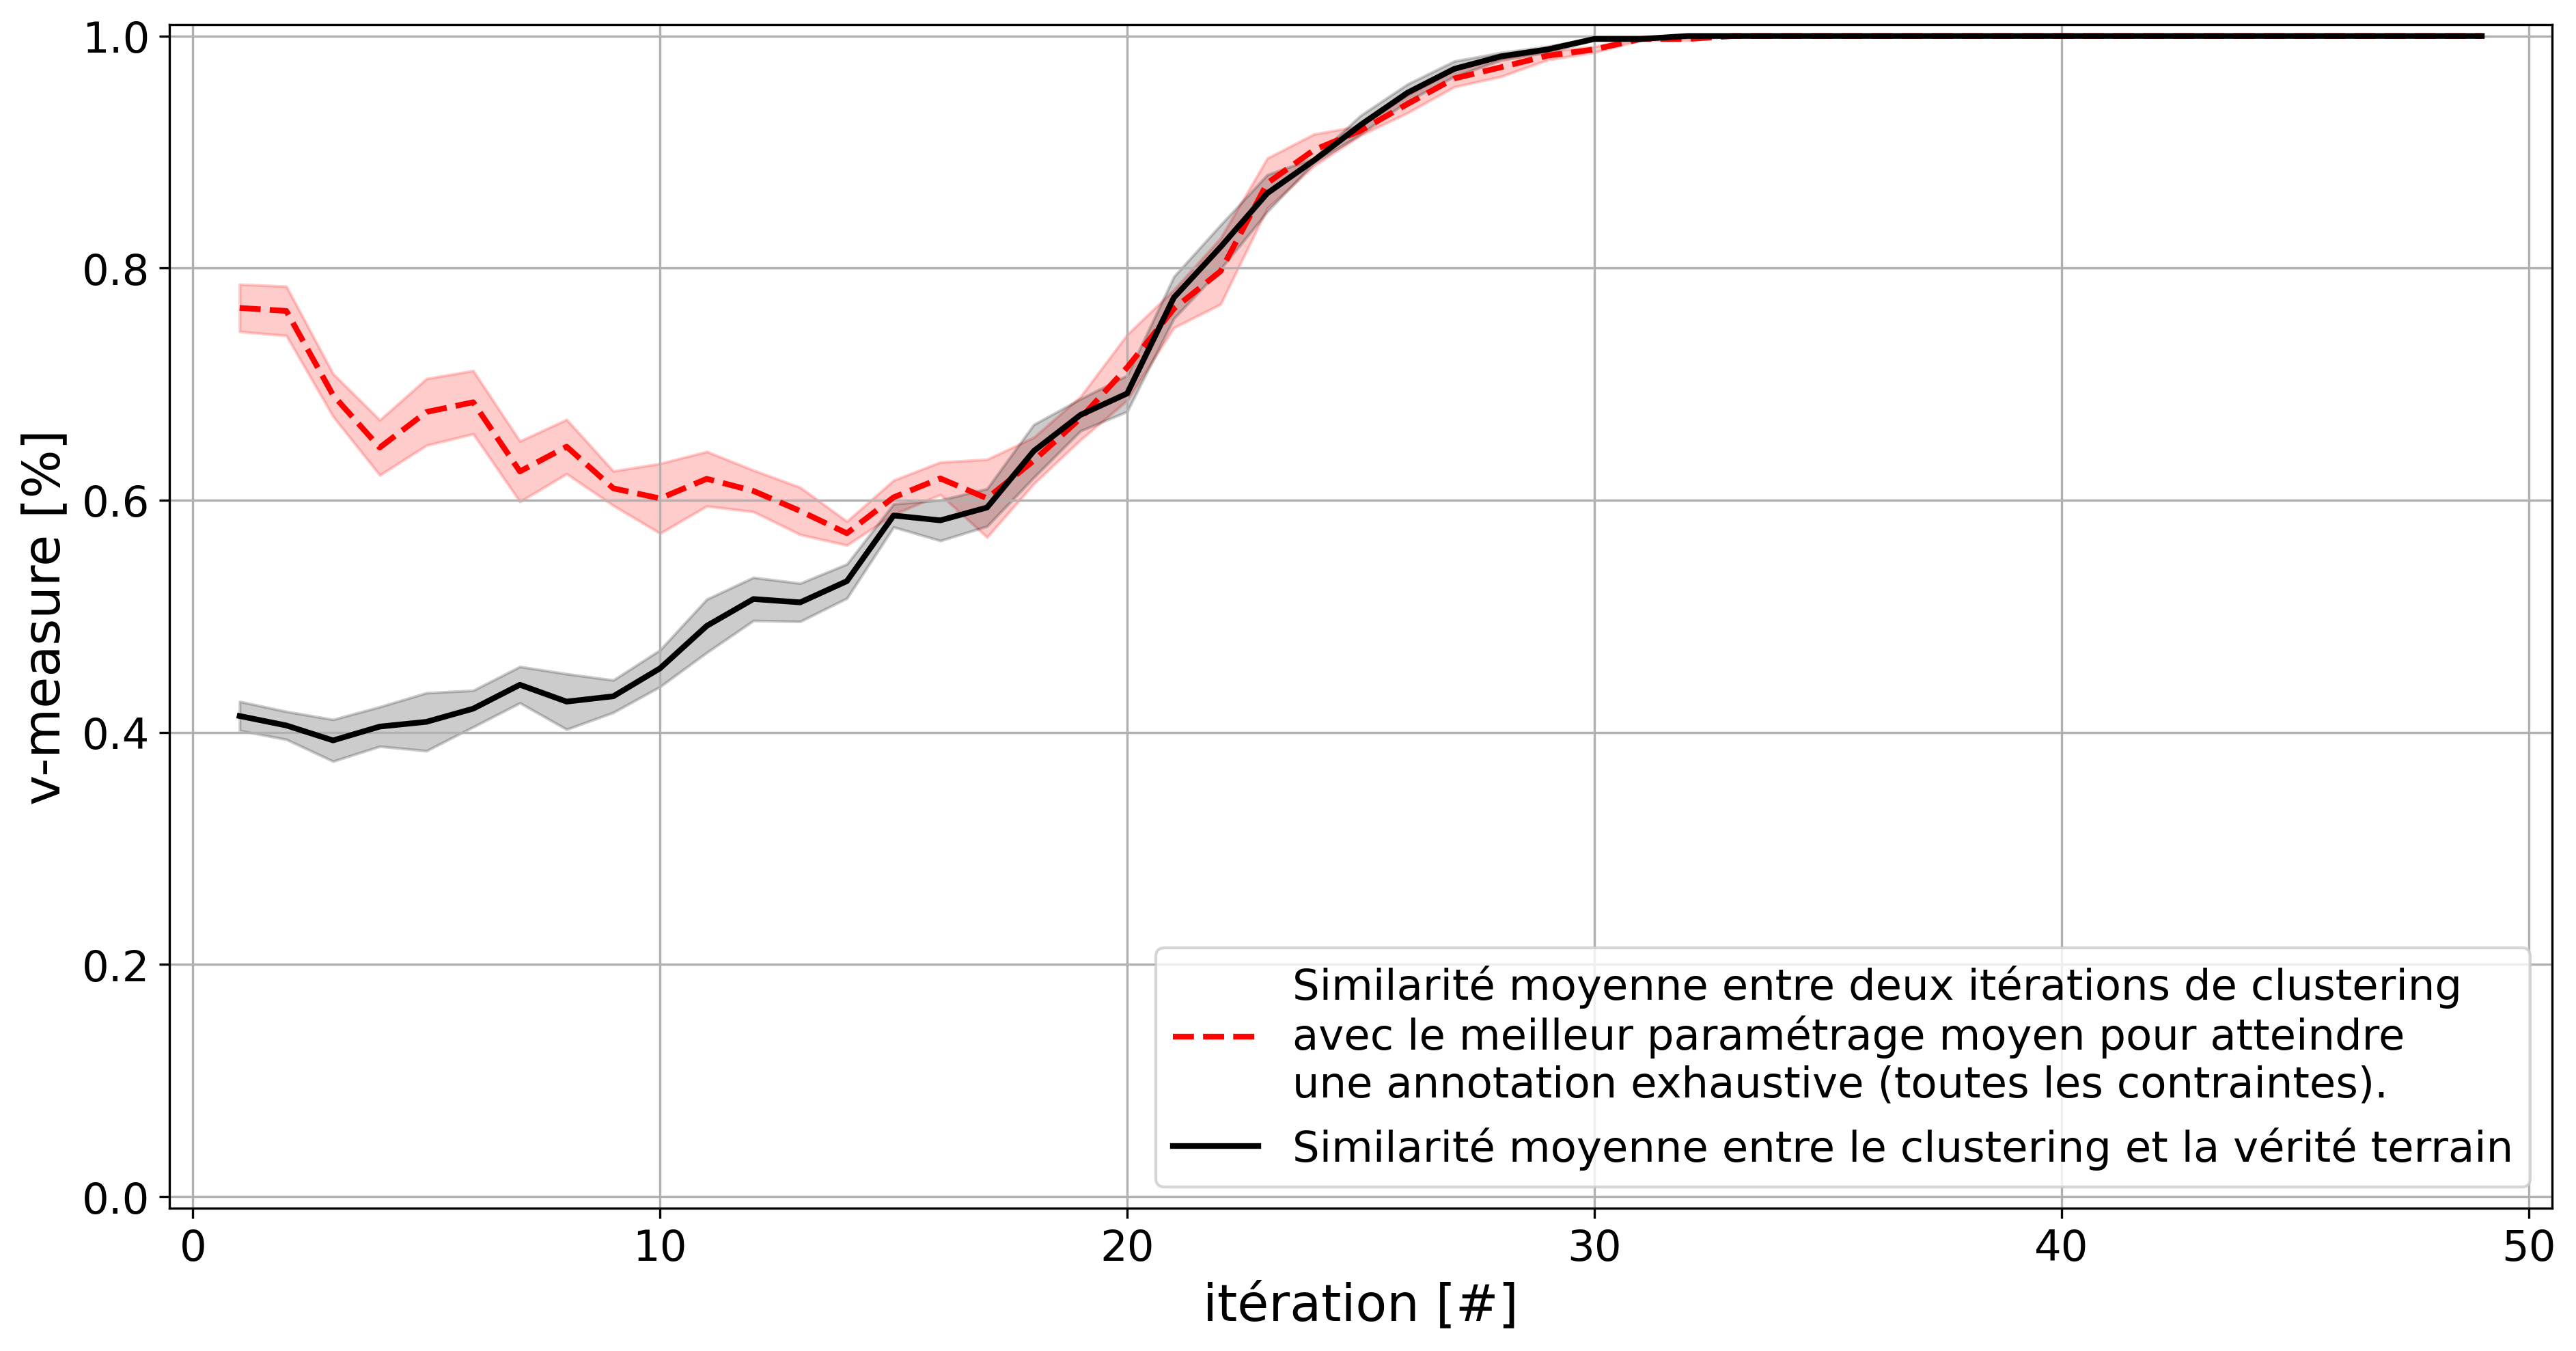 1.0
0.8
0.6
0.4
0.2
0.0
v-measure [%]
0 10 20 30 40 50
itération [#]
Similarité moyenne entre deux itérations de clustering
avec le meilleur paramétrage moyen pour atteindre
une annotation exhaustive (toutes les contraintes).
Similarité moyenne entre le clustering et la vérité terrain